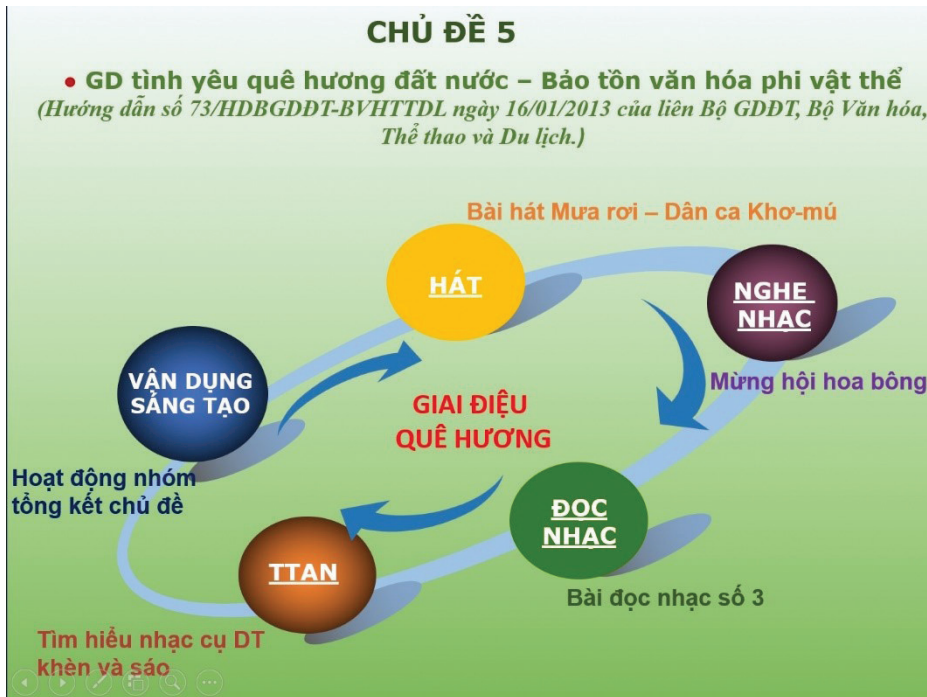 CHỦ ĐỀ 5
• GD tình yêu quê hương đất nước – Bảo tồn văn hóa phi vật thể
(Hướng dẫn số 73/HDBGDĐT-BVHTTDL ngày 16/01/2013 của liên Bộ GDĐT, Bộ Văn hóa,
Thể thao và Du lịch.)
Bài hát Mưa rơi – Dân ca Khơ-mú
HÁT
NGHE
NHẠC
Mừng hội hoa bông
VẬN DỤNG
SÁNG TẠO
GIAI ĐIỆU
QUÊ HƯƠNG
Hoạt động nhóm
tổng kết chủ đề
ĐỌC
NHẠC
Bài đọc nhạc số 3
TTAN
Tìm hiểu nhạc cụ DT
khèn và sáo